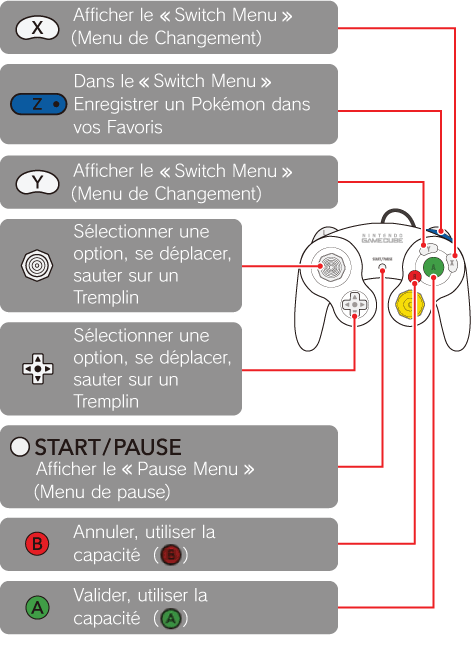 X
Afficher le « Switch Menu »
(Menu de Changement)
Z
Dans le « Switch Menu »
Enregistrer un Pokémon dans
vos Favoris
Y
Afficher le « Switch Menu »
(Menu de Changement)
Sélectionner une
option, se déplacer,
sauter sur un
Tremplin
Sélectionner une
option, se déplacer,
sauter sur un
Tremplin
START/PAUSE
Afficher le « Pause Menu »
(Menu de pause)
B
Annuler, utiliser la
capacité (B)
A
Valider, utiliser la
capacité (A)
L
NINTENDO
GAMECUBE
START/PAUSE
Y
X
A
C